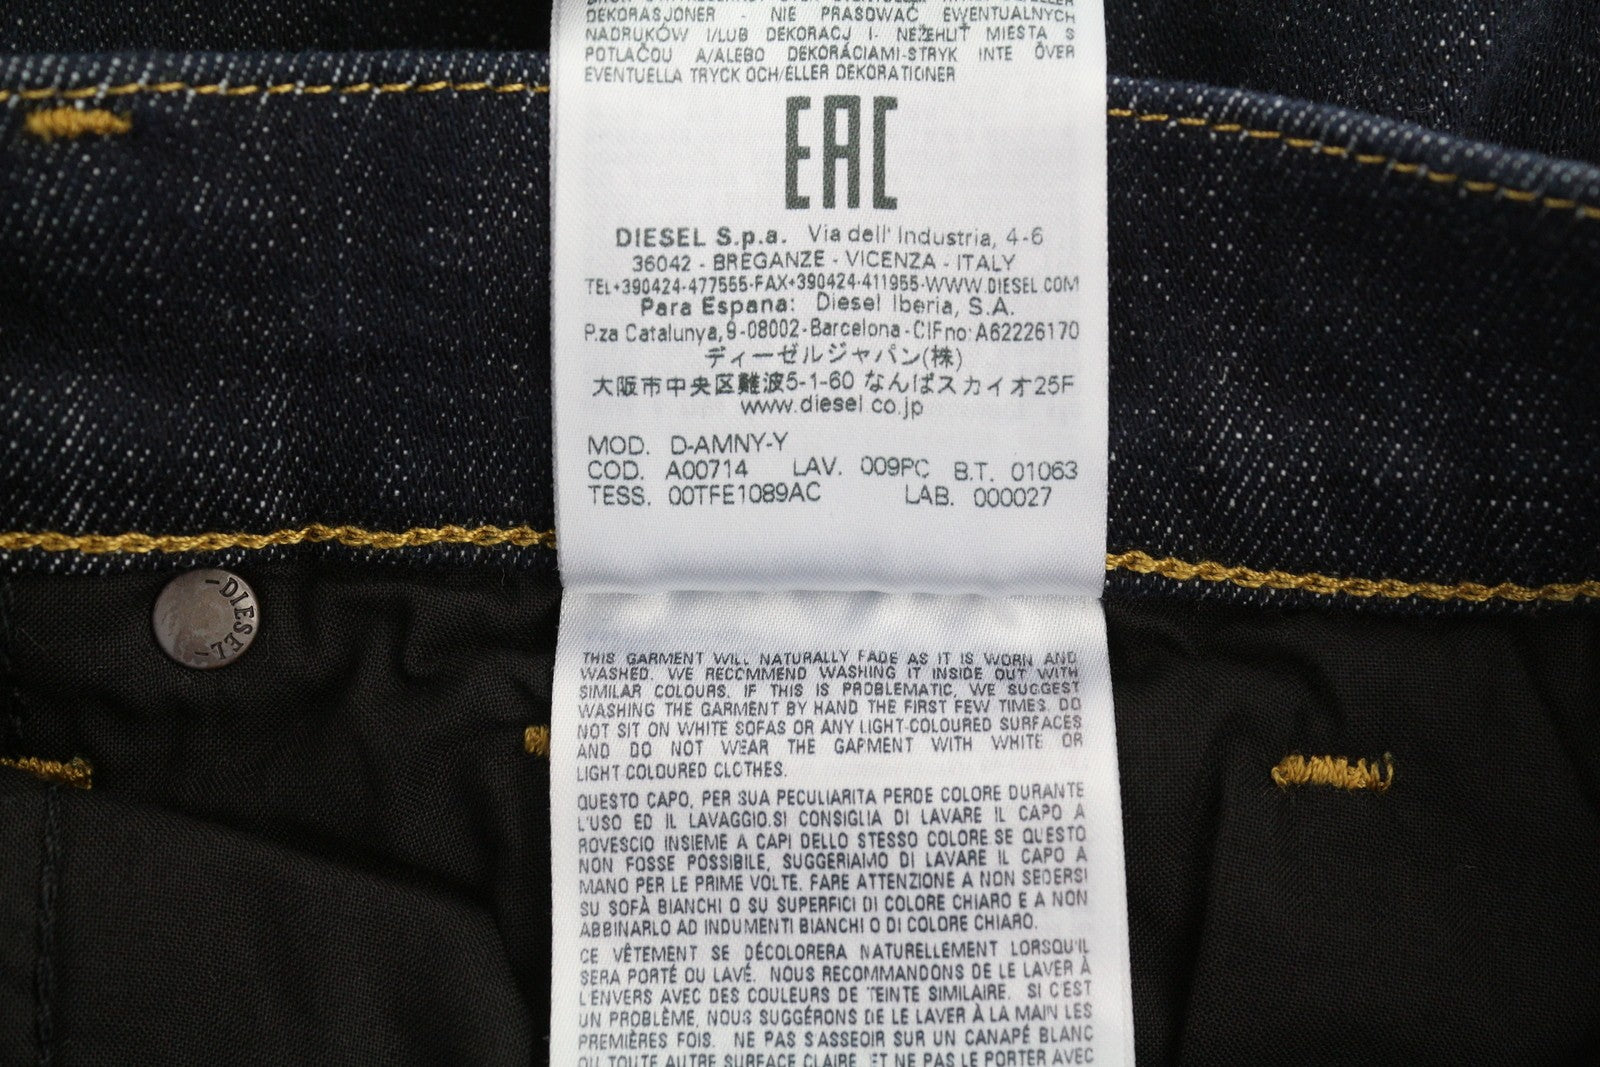 DEKORASJONER - NIE PRASOWAĆ EWENTUALNYCH
NADRUKÓW I/LUB DEKORACJ I- NEŽEHLIT MIESTA S
POTLAČOU A/ALEBO DEKORÁCIAMI-STRYK INTE ÖVER
EVENTUELLA TRYCK OCH/ELLER DEKORATIONER
EAC
DIESEL S.p.a. Via dell' Industria, 4-6
36042 - BREGANZE - VICENZA - ITALY
TEL+390424-477555-FAX+390424-411955-WWW.DIESEL.COM
Para Espana: Diesel Iberia, S.A.
P.za Catalunya,9-08002-Barcelona-CIFno:A62226170
ディーゼルジャパン(株)
大阪市中央区難波5-1-60 なんばスカイオ25F
www.diesel.co.jp
MOD. D-AMNY-Y
COD. A00714 LAV. 009PC B.T. 01063
TESS. 00TFE1089AC LAB. 000027
-DIESEL-
THIS GARMENT WILL NATURALLY FADE AS IT IS WORN AND
WASHED. WE RECOMMEND WASHING IT INSIDE OUT WITH
SIMILAR COLOURS. IF THIS IS PROBLEMATIC, WE SUGGEST
WASHING THE GARMENT BY HAND THE FIRST FEW TIMES. DO
NOT SIT ON WHITE SOFAS OR ANY LIGHT-COLOURED SURFACES
AND DO NOT WEAR THE GARMENT WITH WHITE OR
LIGHT-COLOURED CLOTHES.
QUESTO CAPO, PER SUA PECULIARITA PERDE COLORE DURANTE
L'USO ED IL LAVAGGIO.SI CONSIGLIA DI LAVARE IL CAPO A
ROVESCIO INSIEME A CAPI DELLO STESSO COLORE.SE QUESTO
NON FOSSE POSSIBILE, SUGGERIAMO DI LAVARE IL CAPO A
MANO PER LE PRIME VOLTE. FARE ATTENZIONE A NON SEDERSI
SU SOFÀ BIANCHI O SU SUPERFICI DI COLORE CHIARO E A NON
ABBINARLO AD INDUMENTI BIANCHI O DI COLORE CHIARO.
CE VÊTEMENT SE DÉCOLORERA NATURELLEMENT LORSQU'IL
SERA PORTÉ OU LAVÉ. NOUS RECOMMANDONS DE LE LAVER À
L'ENVERS AVEC DES COULEURS DE TEINTE SIMILAIRE. SI C'EST
UN PROBLÈME, NOUS SUGGÉRONS DE LE LAVER À LA MAIN LES
PREMIÈRES FOIS. NE PAS S'ASSEOIR SUR UN CANAPÉ BLANC
OU TOUTE AUTRE SURFACE CLAIRE, ET NE PAS LE PORTER AVEC